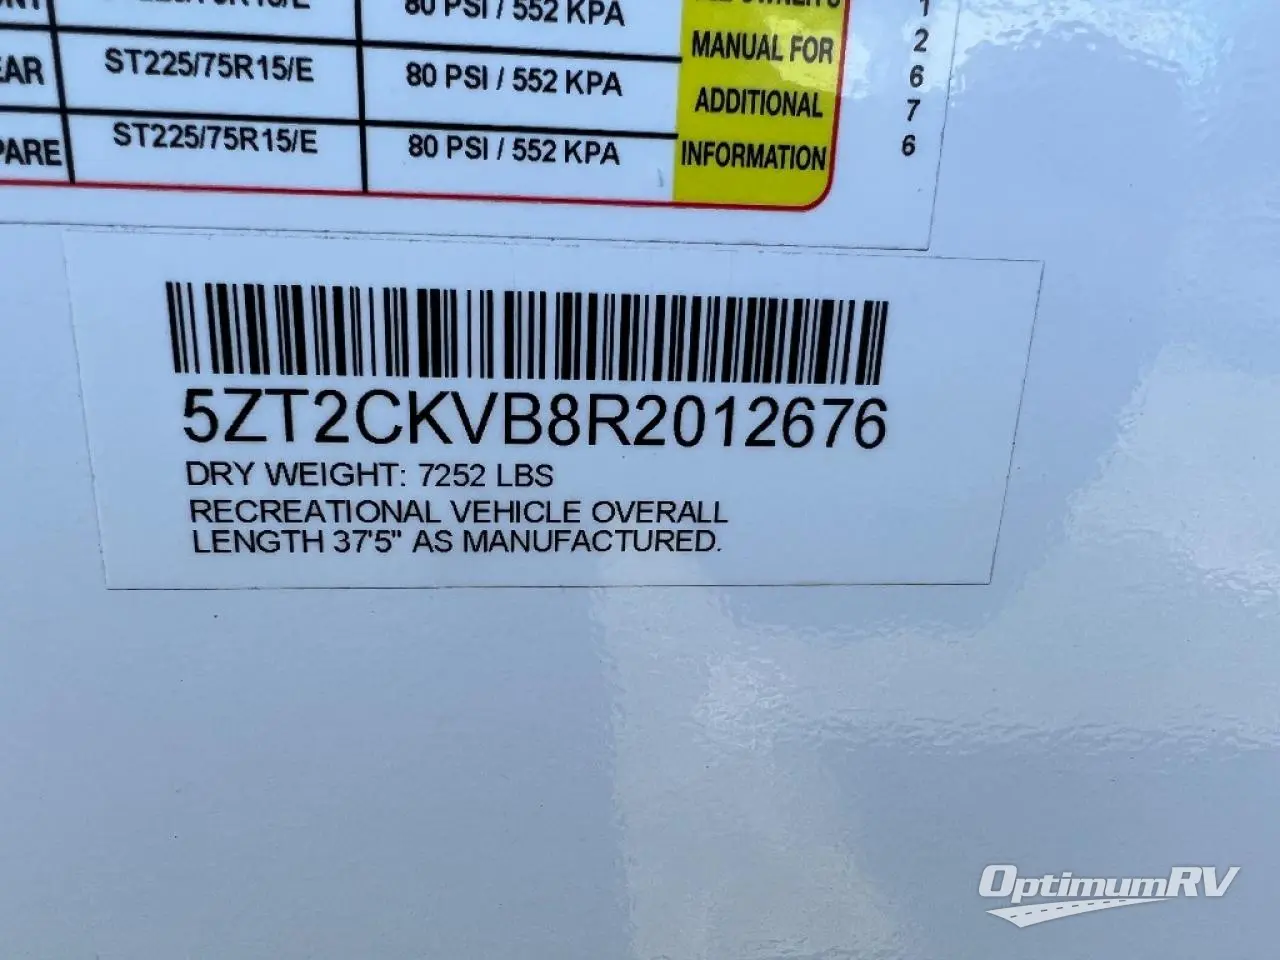 80 PSI / 552 KPA
MANUAL FOR
ST225/75R15/E
80 PSI / 552 KPA
ADDITIONAL
ST225/75R15/E
80 PSI / 552 KPA
INFORMATION
1
2
6
7
6
5ZT2CKVB8R2012676
DRY WEIGHT: 7252 LBS
RECREATIONAL VEHICLE OVERALL
LENGTH 37'5" AS MANUFACTURED.
OptimumRV